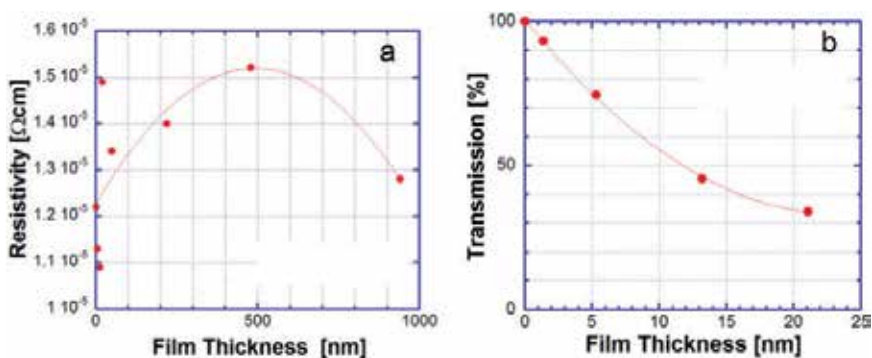 a
Resistivity [Ωcm]
1.6 10⁻⁵
1.5 10⁻⁵
1.4 10⁻⁵
1.3 10⁻⁵
1.2 10⁻⁵
1,1 10⁻⁵
1 10⁻⁵
0 500 1000
Film Thickness [nm]
b
Transmission [%]
100
50
0
0 5 10 15 20 25
Film Thickness [nm]